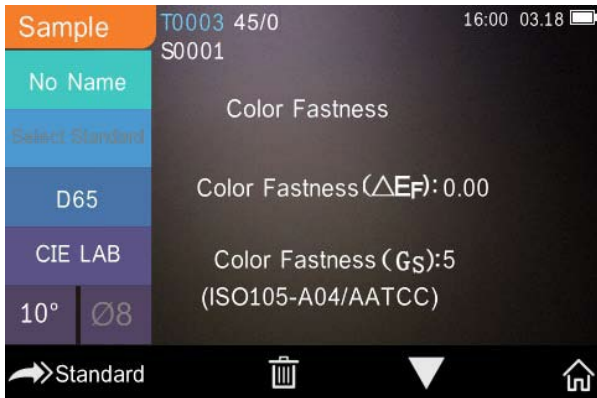 Sample
T0003 45/0
16:00 03.18
S0001
No Name
Color Fastness
Select Standard
Color Fastness(△EF):0.00
D65
CIE LAB
Color Fastness(GS):5
(ISO105-A04/AATCC)
10° Ø8
Standard